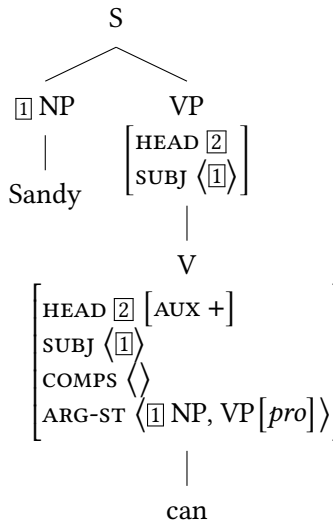 S
1 NP VP
[HEAD 2
SUBJ ⟨1⟩]
Sandy
V
[HEAD 2 [AUX +]
SUBJ ⟨1⟩
COMPS ⟨⟩
ARG-ST ⟨1 NP, VP[pro]⟩]
can